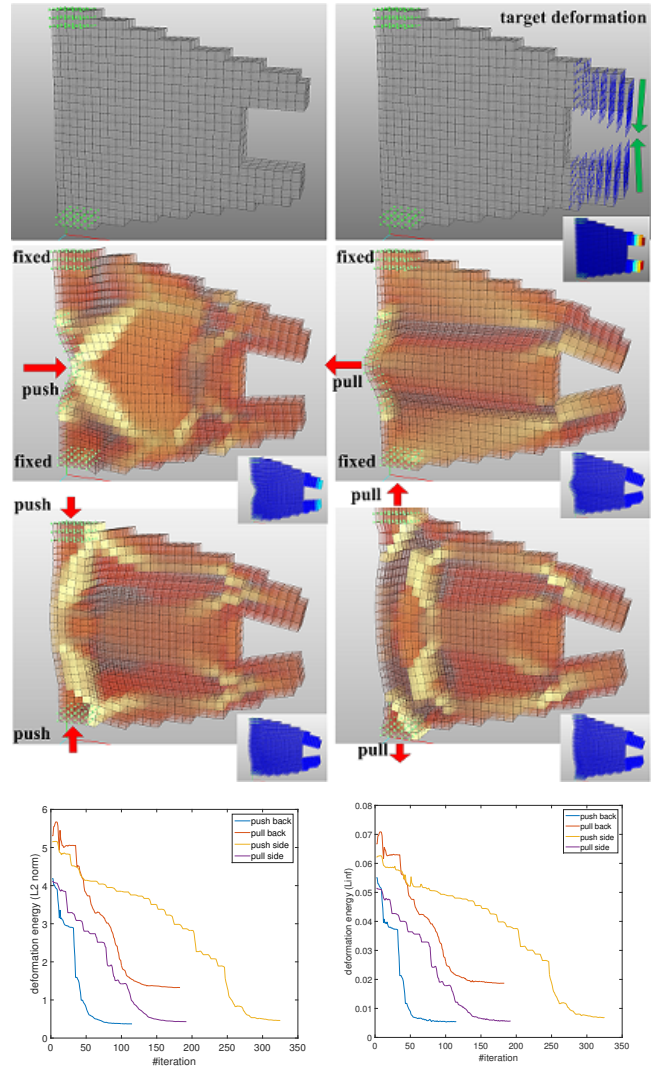 target deformation
fixed
fixed
push
pull
fixed
fixed
push
pull
push
pull
6
5
4
3
2
1
0
0 50 100 150 200 250 300 350
deformation energy (L2 norm)
#iteration
push back
pull back
push side
pull side
0.08
0.07
0.06
0.05
0.04
0.03
0.02
0.01
0
0 50 100 150 200 250 300 350
deformation energy (Linf)
#iteration
push back
pull back
push side
pull side